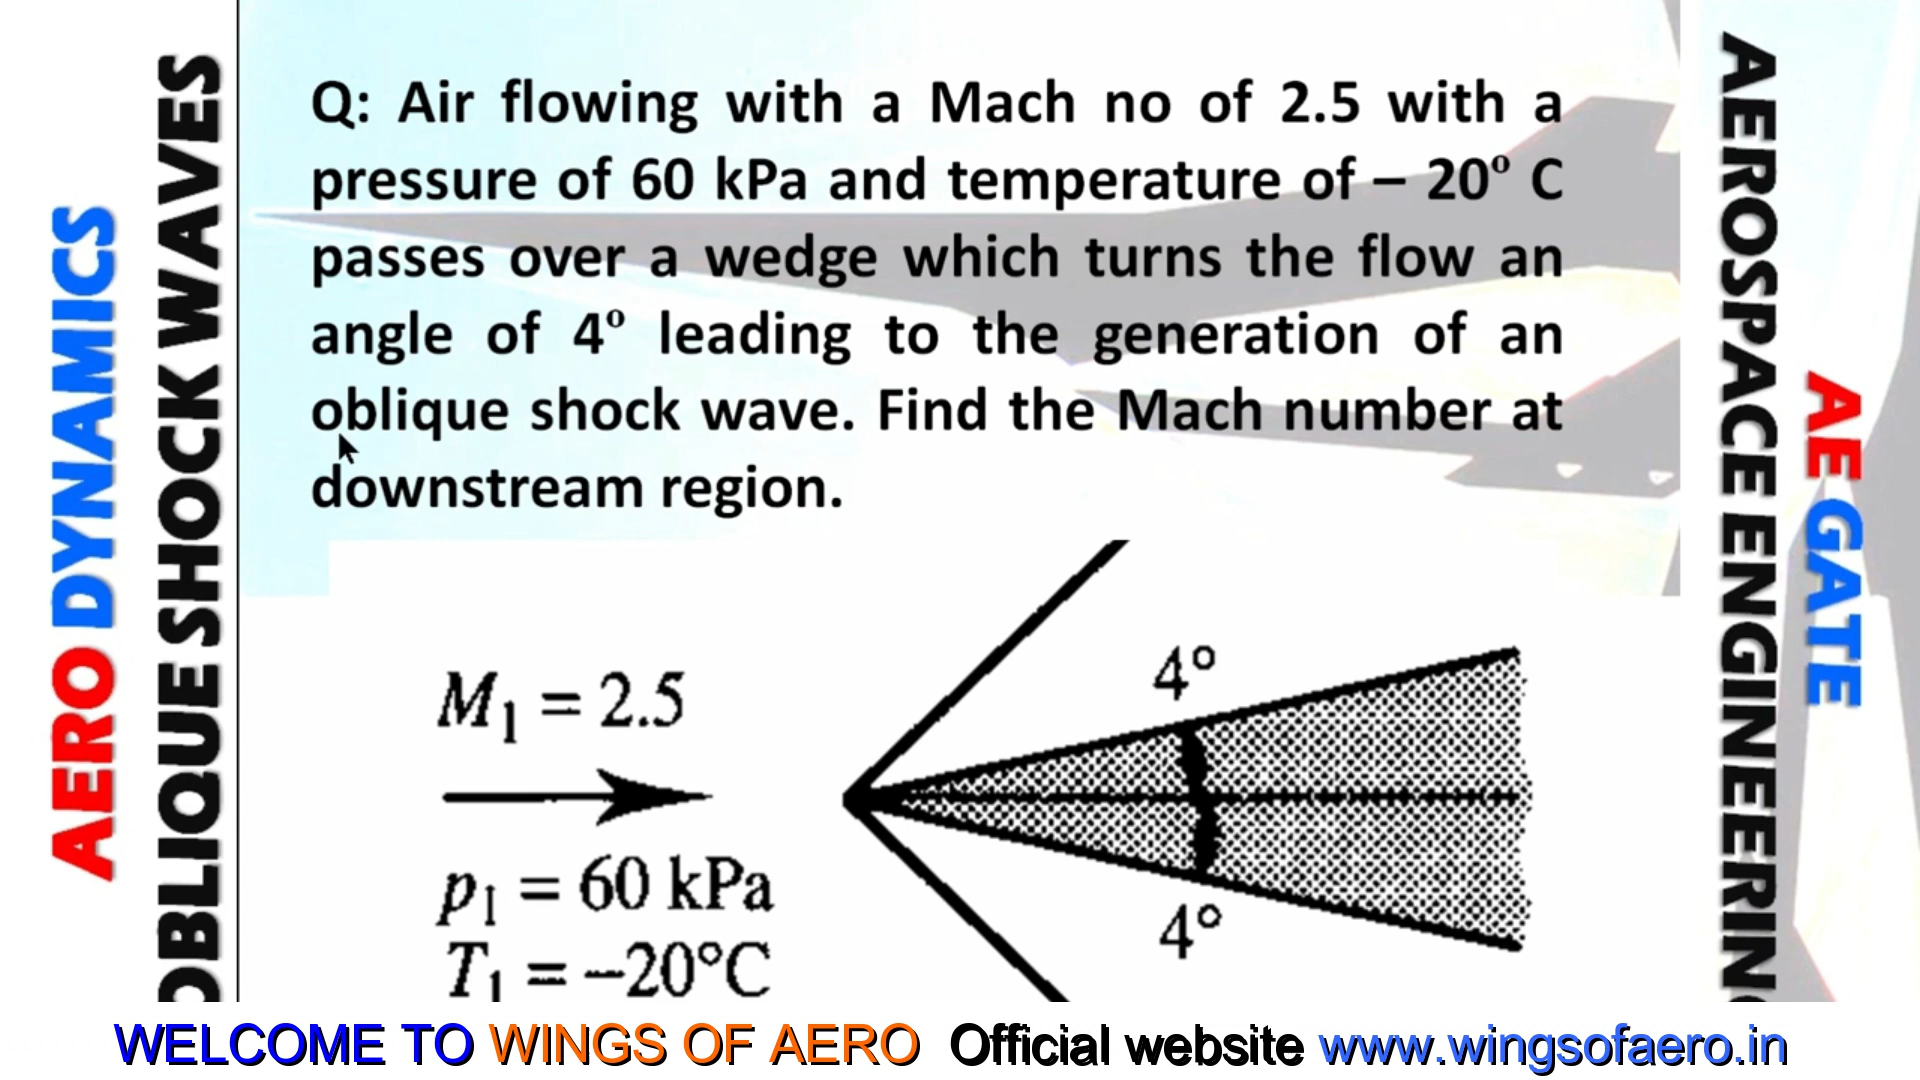 AERO DYNAMICS
OBLIQUE SHOCK WAVES
Q: Air flowing with a Mach no of 2.5 with a
pressure of 60 kPa and temperature of – 20º C
passes over a wedge which turns the flow an
angle of 4º leading to the generation of an
oblique shock wave. Find the Mach number at
downstream region.
M₁ = 2.5
p₁ = 60 kPa
T₁ = –20°C
4°
4°
AEROSPACE ENGINEERING
AE GATE
WELCOME TO WINGS OF AERO Official website www.wingsofaero.in